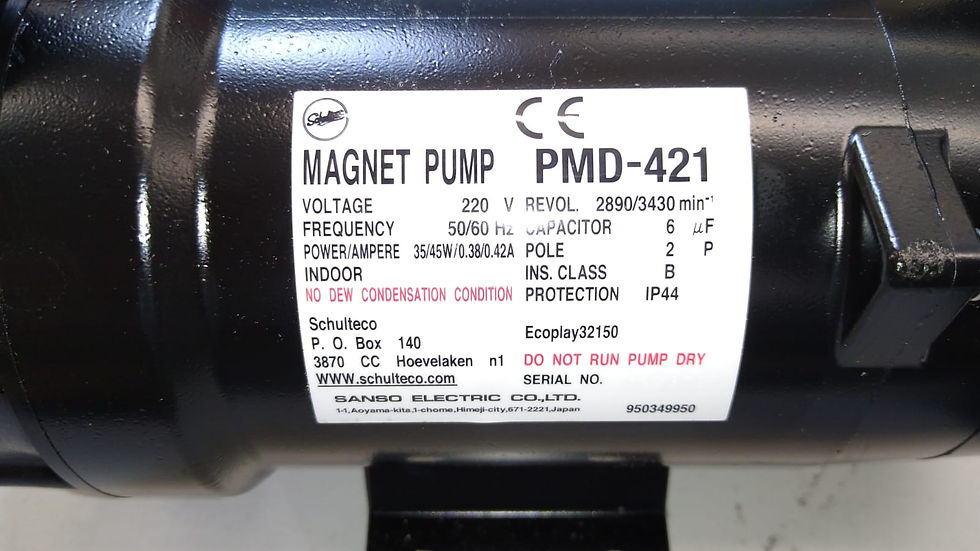 Schulteco
CE
MAGNET PUMP PMD-421
VOLTAGE 220 V REVOL. 2890/3430 min⁻¹
FREQUENCY 50/60 Hz CAPACITOR 6 μF
POWER/AMPERE 35/45W/0.38/0.42A POLE 2 P
INDOOR INS. CLASS B
NO DEW CONDENSATION CONDITION PROTECTION IP44
Schulteco
Ecoplay32150
P. O. Box 140
3870 CC Hoevelaken n1 DO NOT RUN PUMP DRY
WWW.schulteco.com SERIAL NO.
SANSO ELECTRIC CO.,LTD.
1-1,Aoyama-kita,1-chome,Himeji-city,671-2221,Japan 950349950